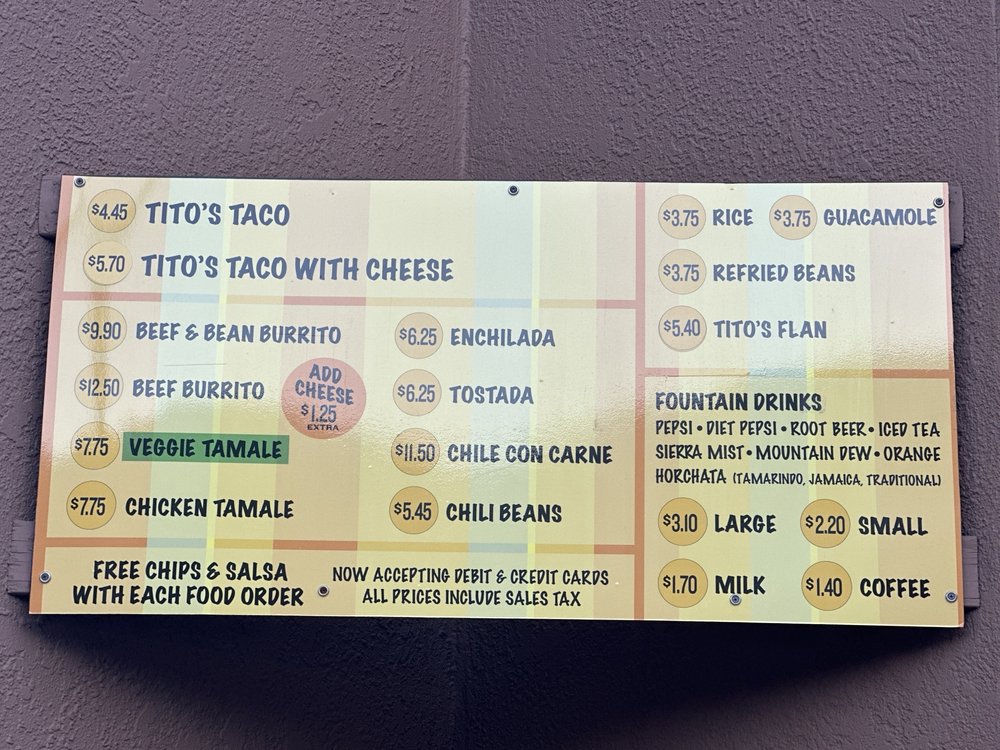 $4.45 TITO'S TACO
$5.70 TITO'S TACO WITH CHEESE
$9.90 BEEF & BEAN BURRITO
$12.50 BEEF BURRITO
ADD
CHEESE
$1.25
EXTRA
$7.75 VEGGIE TAMALE
$7.75 CHICKEN TAMALE
$6.25 ENCHILADA
$6.25 TOSTADA
$11.50 CHILE CON CARNE
$5.45 CHILI BEANS
FREE CHIPS & SALSA
WITH EACH FOOD ORDER
NOW ACCEPTING DEBIT & CREDIT CARDS
ALL PRICES INCLUDE SALES TAX
$3.75 RICE $3.75 GUACAMOLE
$3.75 REFRIED BEANS
$5.40 TITO'S FLAN
FOUNTAIN DRINKS
PEPSI • DIET PEPSI • ROOT BEER • ICED TEA
SIERRA MIST • MOUNTAIN DEW • ORANGE
HORCHATA (TAMARINDO, JAMAICA, TRADITIONAL)
$3.10 LARGE $2.20 SMALL
$1.70 MILK $1.40 COFFEE